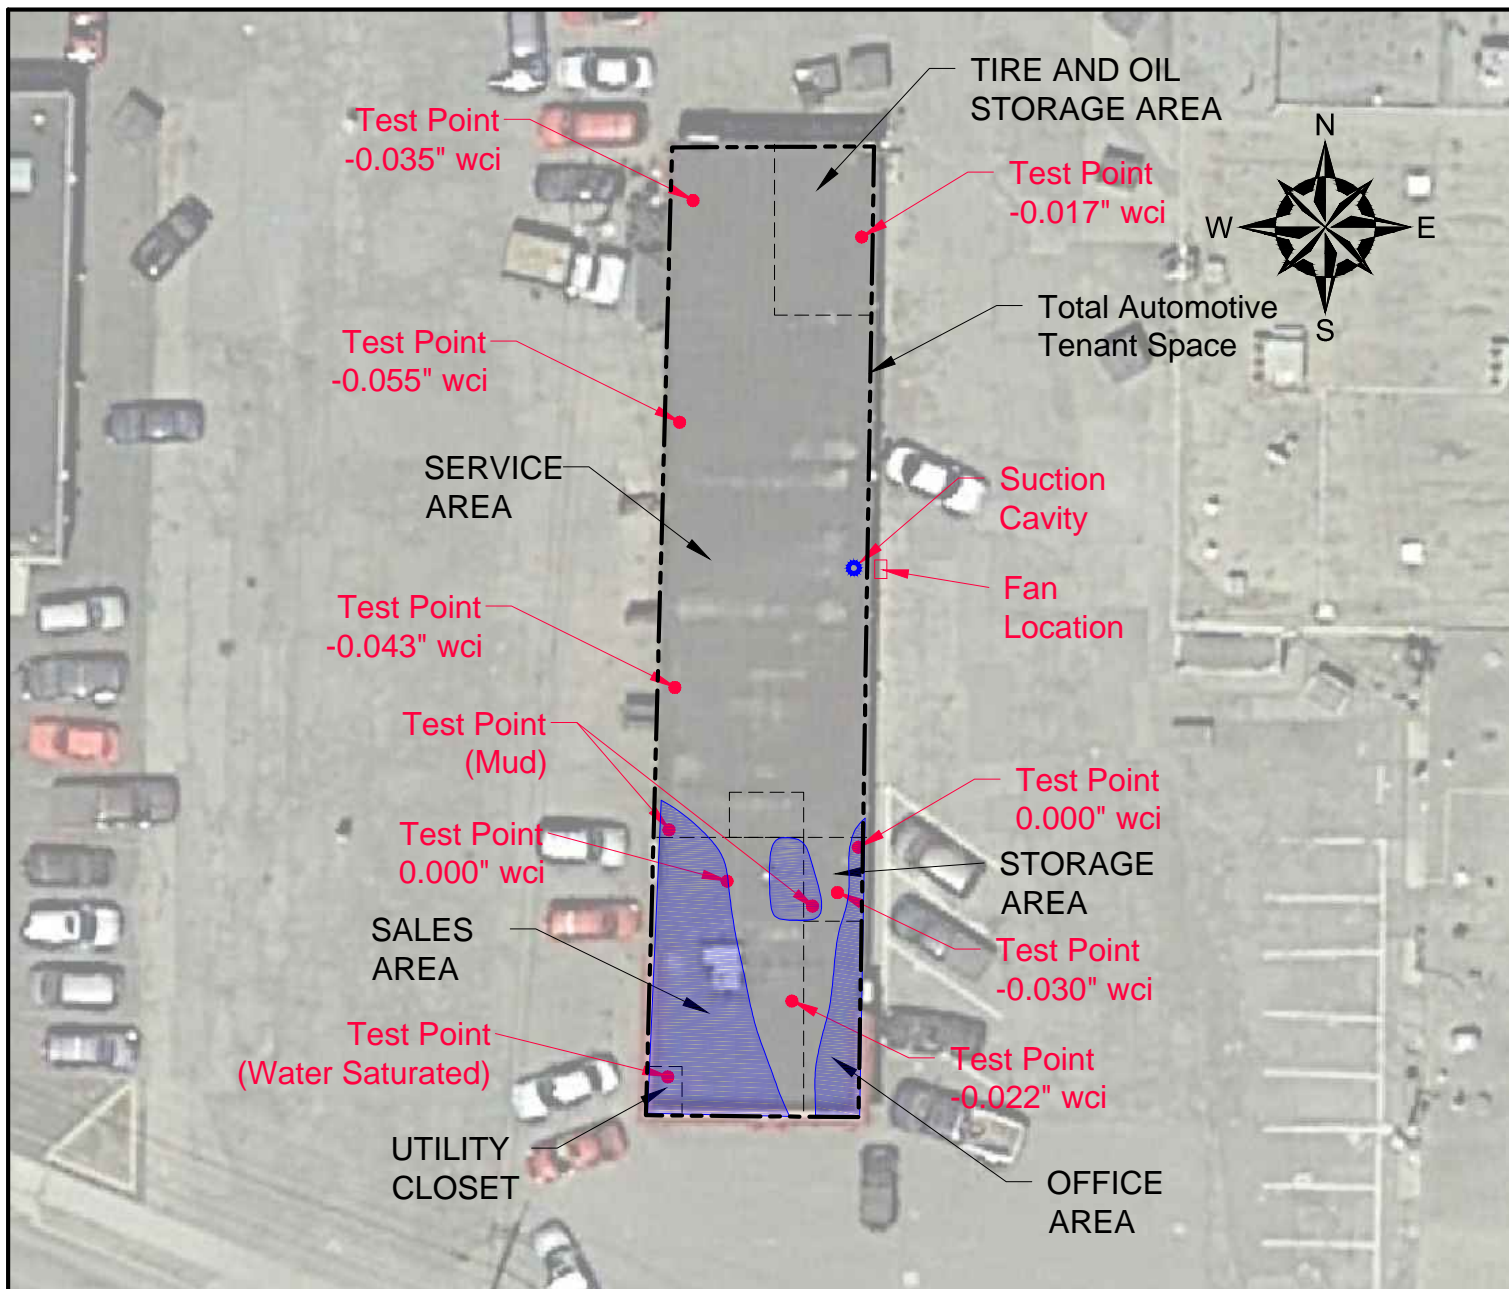 TIRE AND OIL
STORAGE AREA
Test Point
-0.035" wci
N
Test Point
-0.017" wci
W
E
S
Total Automotive
Tenant Space
Test Point
-0.055" wci
SERVICE
AREA
Suction
Cavity
Fan
Location
Test Point
-0.043" wci
Test Point
(Mud)
Test Point
0.000" wci
Test Point
0.000" wci
STORAGE
AREA
SALES
AREA
Test Point
-0.030" wci
Test Point
(Water Saturated)
Test Point
-0.022" wci
UTILITY
CLOSET
OFFICE
AREA